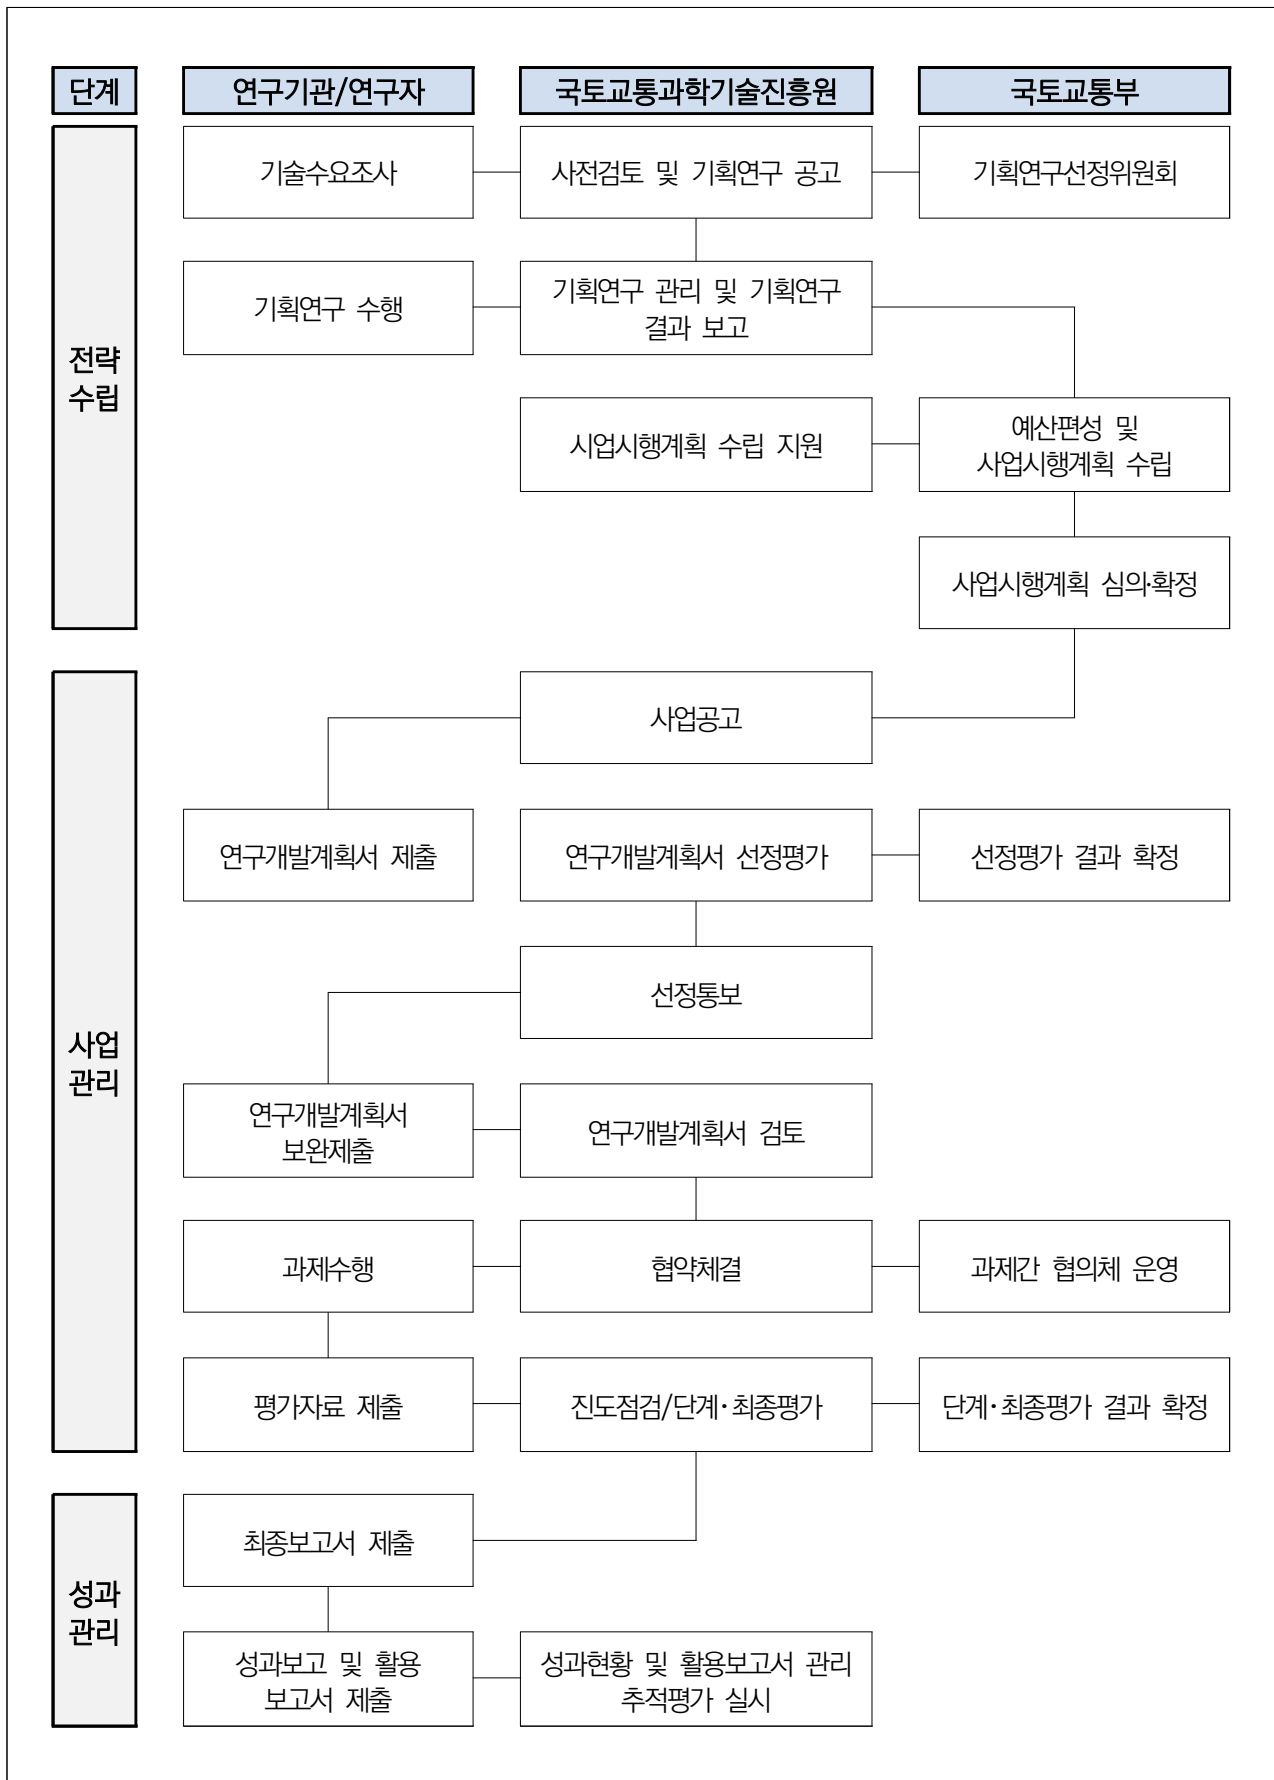 단계
연구기관/연구자
국토교통과학기술진흥원
국토교통부
전략
수립
기술수요조사
사전검토 및 기획연구 공고
기획연구선정위원회
기획연구 수행
기획연구 관리 및 기획연구
결과 보고
시업시행계획 수립 지원
예산편성 및
사업시행계획 수립
사업시행계획 심의·확정
사업
관리
사업공고
연구개발계획서 제출
연구개발계획서 선정평가
선정평가 결과 확정
선정통보
연구개발계획서
보완제출
연구개발계획서 검토
과제수행
협약체결
과제간 협의체 운영
평가자료 제출
진도점검/단계·최종평가
단계·최종평가 결과 확정
성과
관리
최종보고서 제출
성과보고 및 활용
보고서 제출
성과현황 및 활용보고서 관리
추적평가 실시